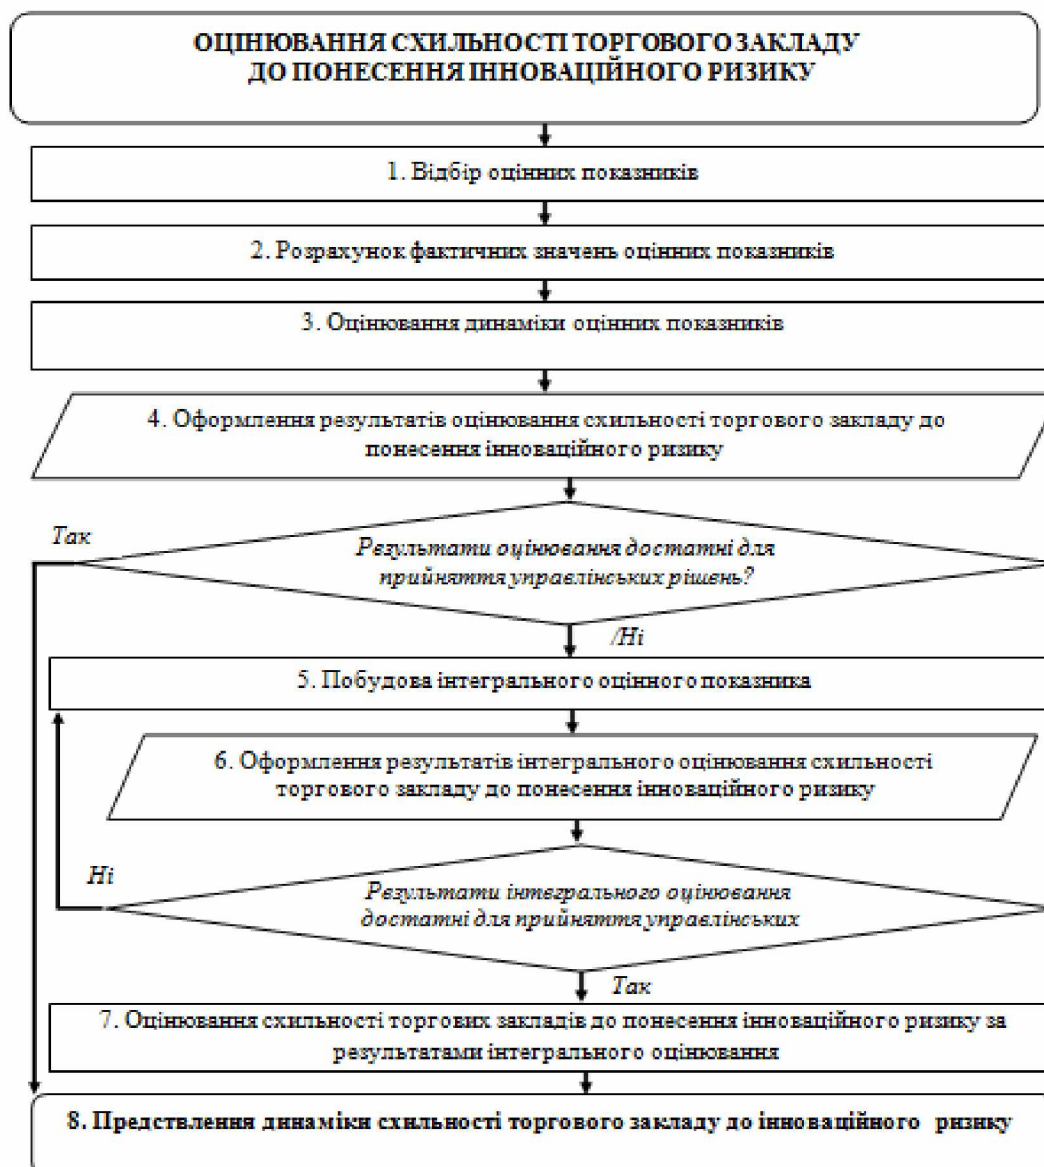 ОЦІНЮВАННЯ СХИЛЬНОСТІ ТОРГОВОГО ЗАКЛАДУ
ДО ПОНЕСЕННЯ ІННОВАЦІЙНОГО РИЗИКУ
1. Відбір оцінних показників
2. Розрахунок фактичних значень оцінних показників
3. Оцінювання динаміки оцінних показників
4. Оформлення результатів оцінювання схильності торгового закладу до
понесення інноваційного ризику
Так
Результати оцінювання достатні для
прийняття управлінських рішень?
/Ні
5. Побудова інтегрального оцінного показника
6. Оформлення результатів інтегрального оцінювання схильності
торгового закладу до понесення інноваційного ризику
Ні
Результати інтегрального оцінювання
достатні для прийняття управлінських
Так
7. Оцінювання схильності торгових закладів до понесення інноваційного ризику за
результатами інтегрального оцінювання
8. Предствлення динаміки схильності торгового закладу до інноваційного ризику